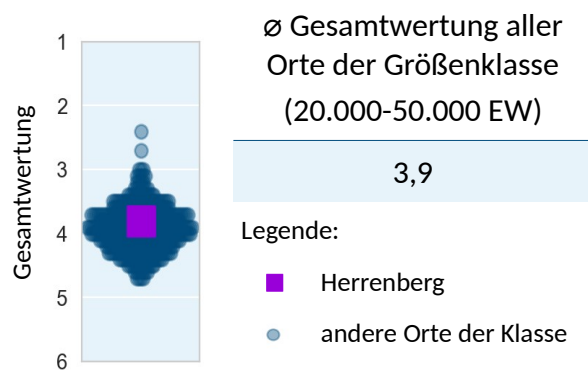 Gesamtwertung
1
2
3
4
5
6
⌀ Gesamtwertung aller
Orte der Größenklasse
(20.000-50.000 EW)
3,9
Legende:
Herrenberg
andere Orte der Klasse